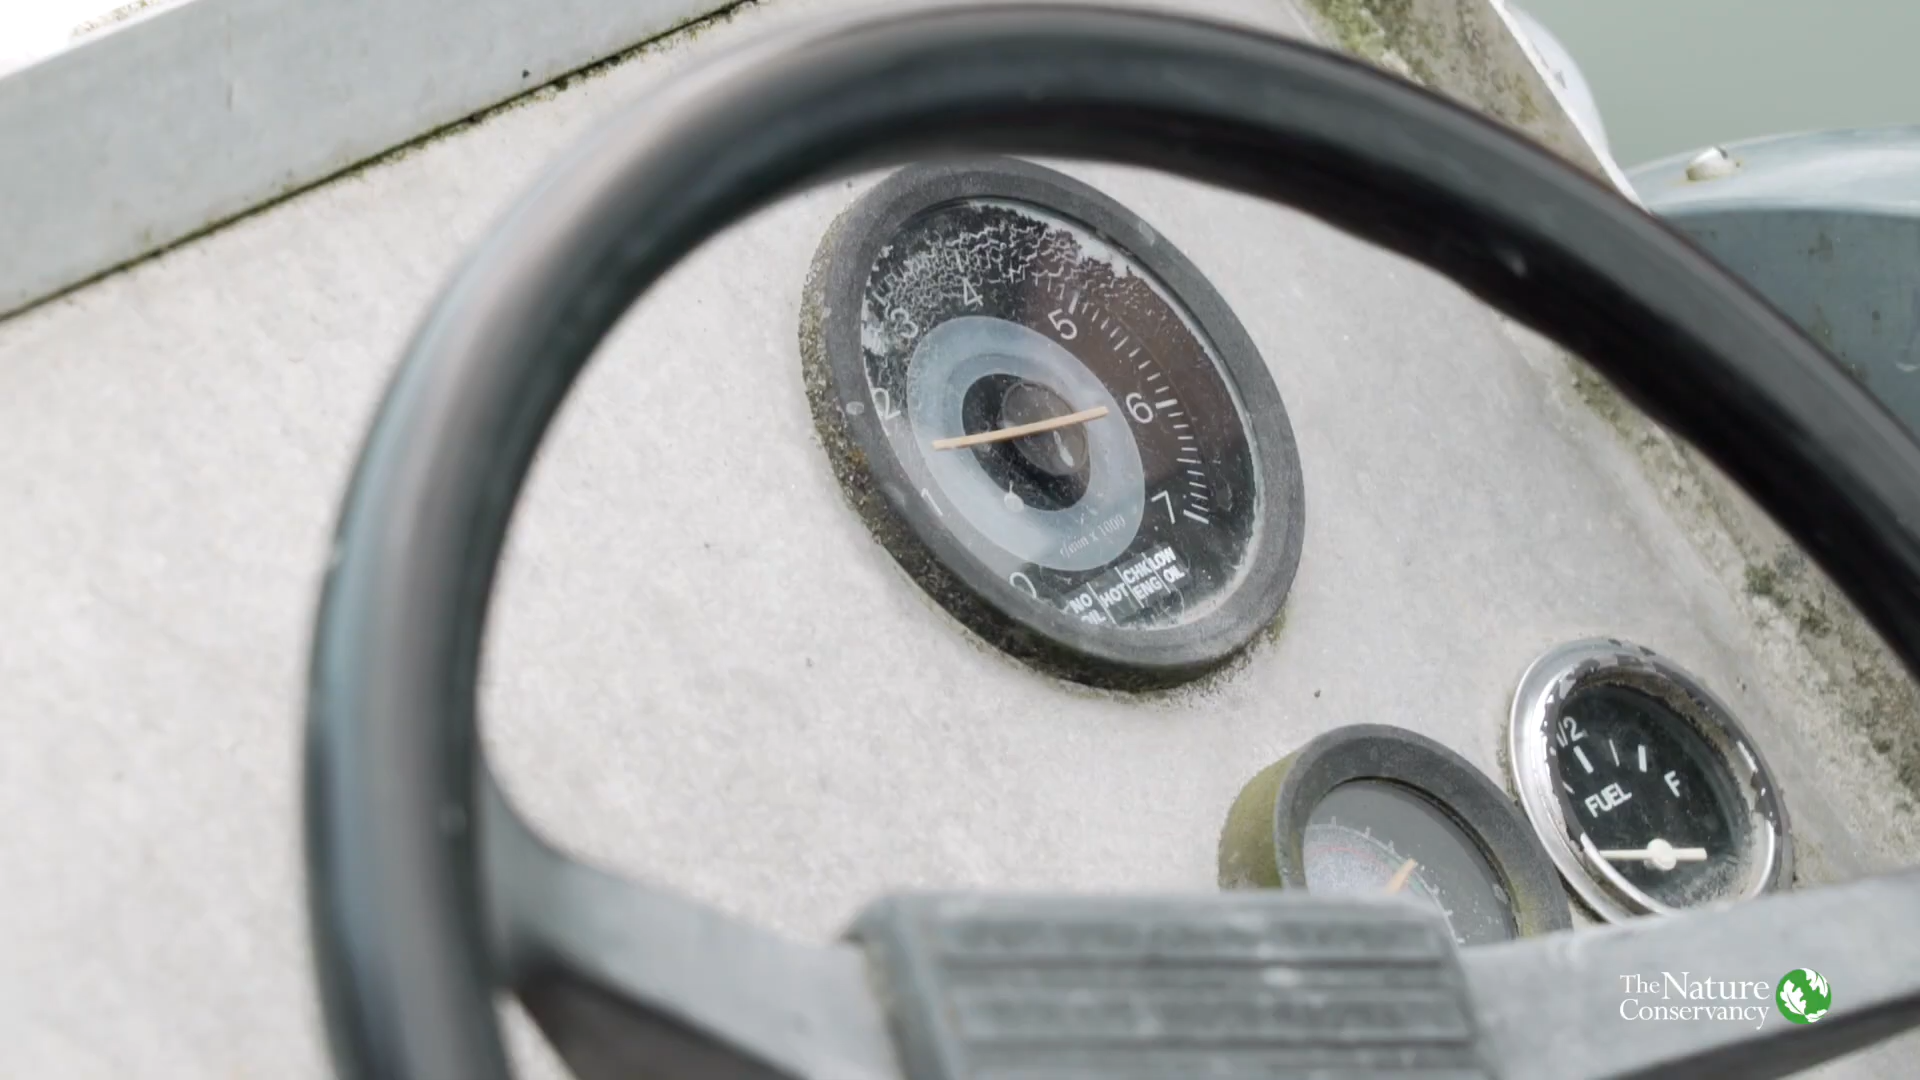 4
3
5
2
6
1
7
r/min x 1000
0
NO OIL
HOT
CHK ENG
LOW OIL
1/2
FUEL
F
The Nature
Conservancy